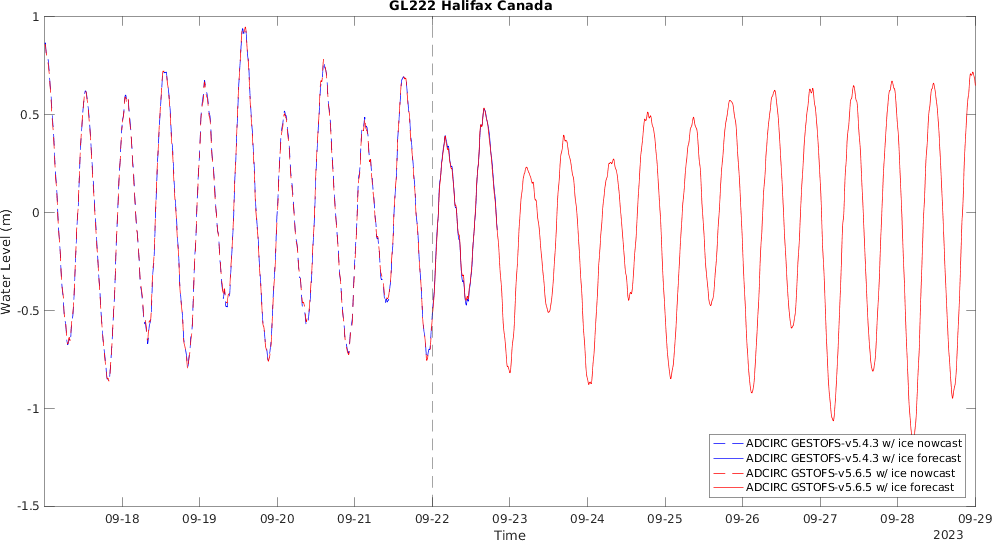 GL222 Halifax Canada
1
0.5
0
-0.5
-1
-1.5
Water Level (m)
ADCIRC GESTOFS-v5.4.3 w/ ice nowcast
ADCIRC GESTOFS-v5.4.3 w/ ice forecast
ADCIRC GSTOFS-v5.6.5 w/ ice nowcast
ADCIRC GSTOFS-v5.6.5 w/ ice forecast
09-18 09-19 09-20 09-21 09-22 09-23 09-24 09-25 09-26 09-27 09-28 09-29
Time
2023